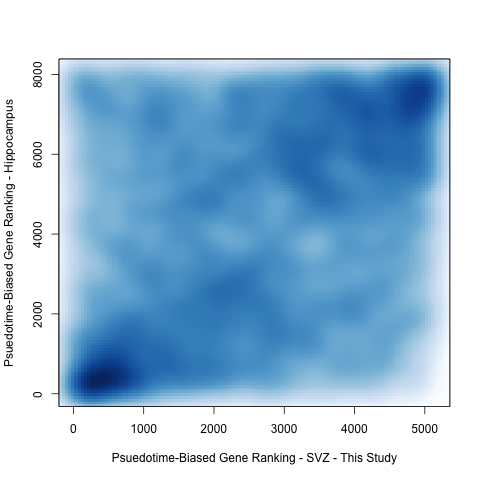 Psuedotime-Biased Gene Ranking - Hippocampus
8000
6000
4000
2000
0
0 1000 2000 3000 4000 5000
Psuedotime-Biased Gene Ranking - SVZ - This Study